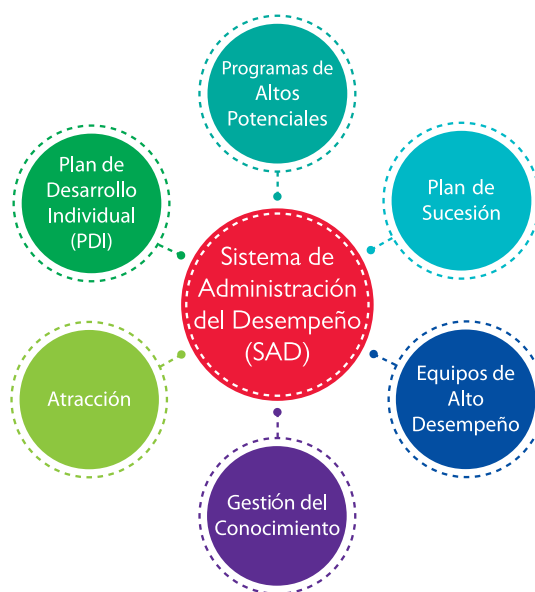 Programas de
Altos
Potenciales
Plan de
Desarrollo
Individual
(PDI)
Plan de
Sucesión
Sistema de
Administración
del Desempeño
(SAD)
Atracción
Equipos de
Alto
Desempeño
Gestión del
Conocimiento